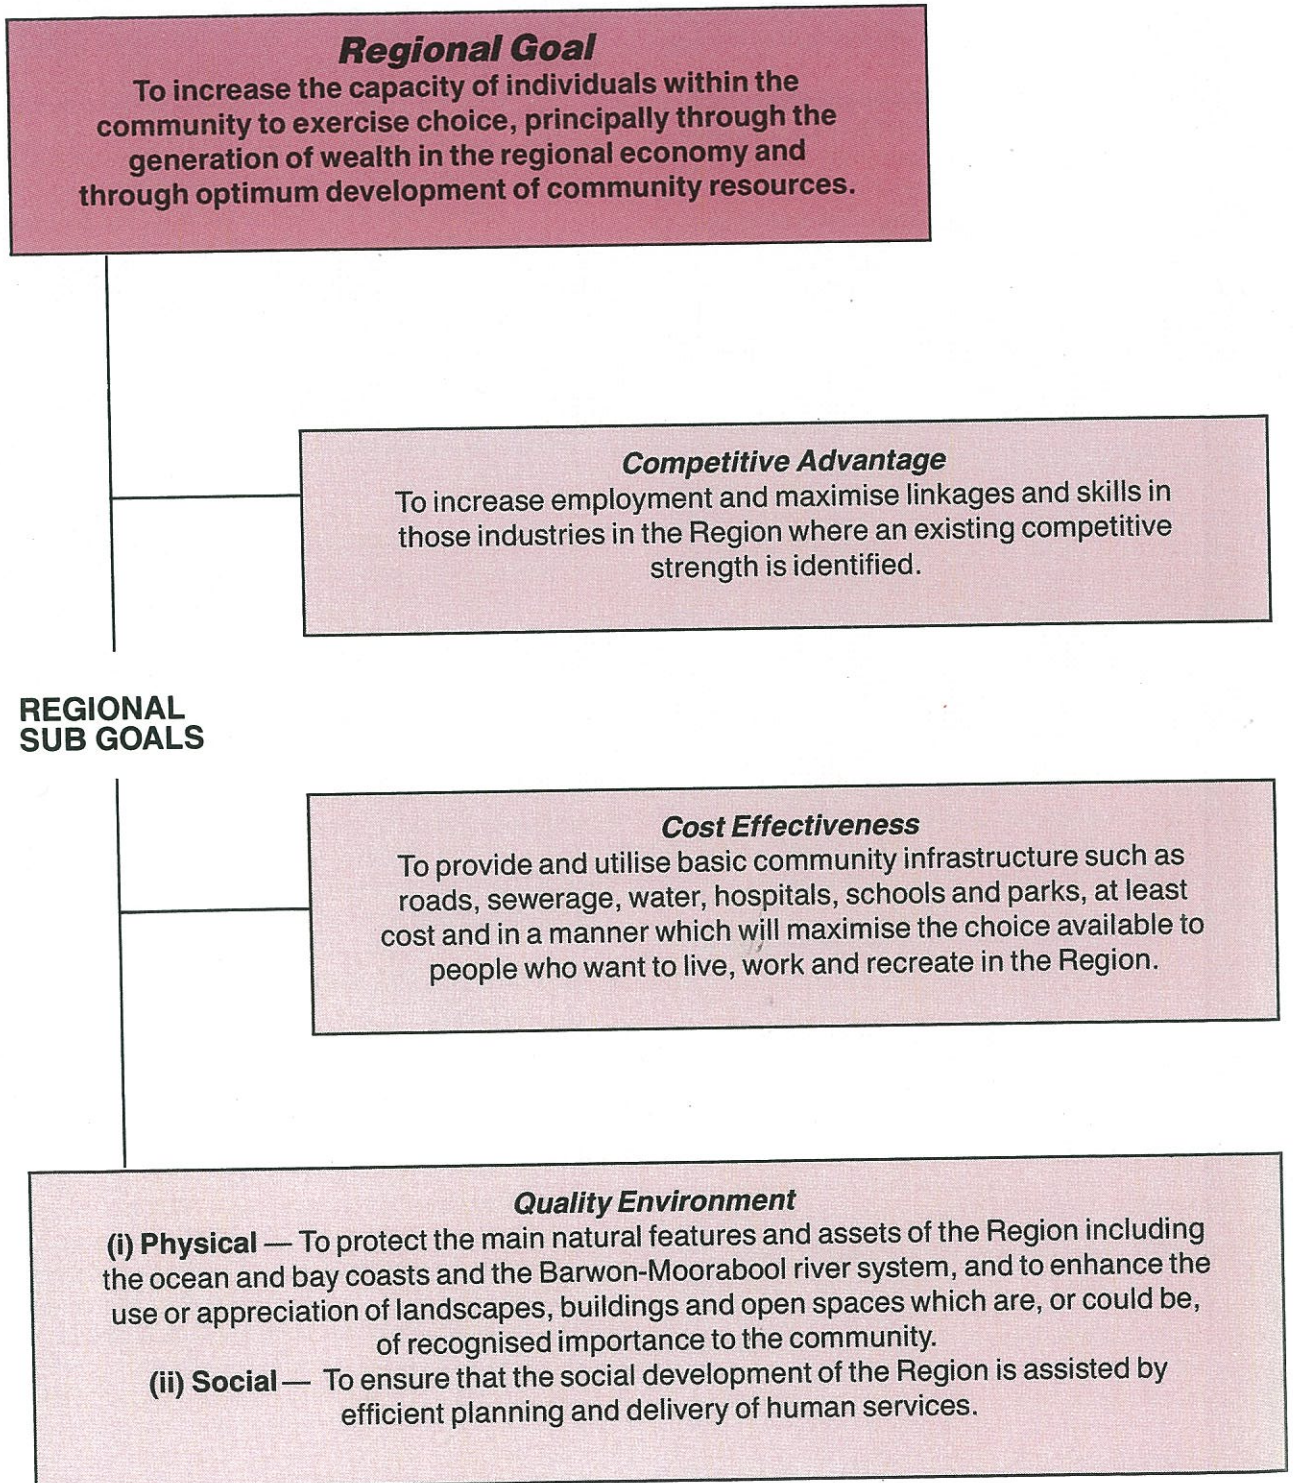 Regional Goal
To increase the capacity of individuals within the
community to exercise choice, principally through the
generation of wealth in the regional economy and
through optimum development of community resources.
Competitive Advantage
To increase employment and maximise linkages and skills in
those industries in the Region where an existing competitive
strength is identified.
REGIONAL
SUB GOALS
Cost Effectiveness
To provide and utilise basic community infrastructure such as
roads, sewerage, water, hospitals, schools and parks, at least
cost and in a manner which will maximise the choice available to
people who want to live, work and recreate in the Region.
Quality Environment
(i) Physical — To protect the main natural features and assets of the Region including
the ocean and bay coasts and the Barwon-Moorabool river system, and to enhance the
use or appreciation of landscapes, buildings and open spaces which are, or could be,
of recognised importance to the community.
(ii) Social — To ensure that the social development of the Region is assisted by
efficient planning and delivery of human services.